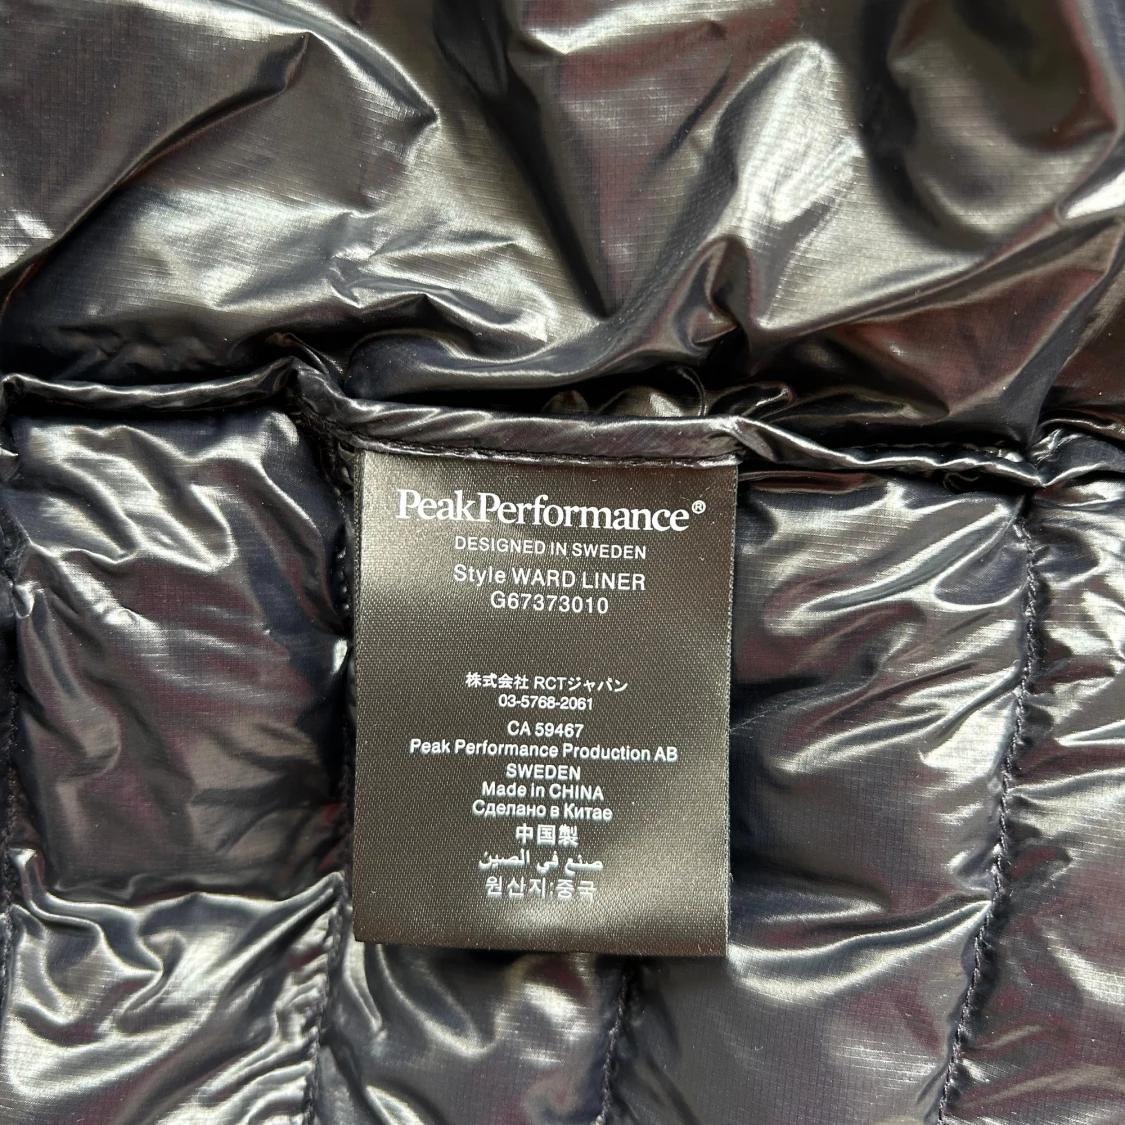 PeakPerformance®
DESIGNED IN SWEDEN
Style WARD LINER
G67373010
株式会社 RCTジャパン
03-5768-2061
CA 59467
Peak Performance Production AB
SWEDEN
Made in CHINA
Сделано в Китае
中国製
صنع في الصين
원산지:중국